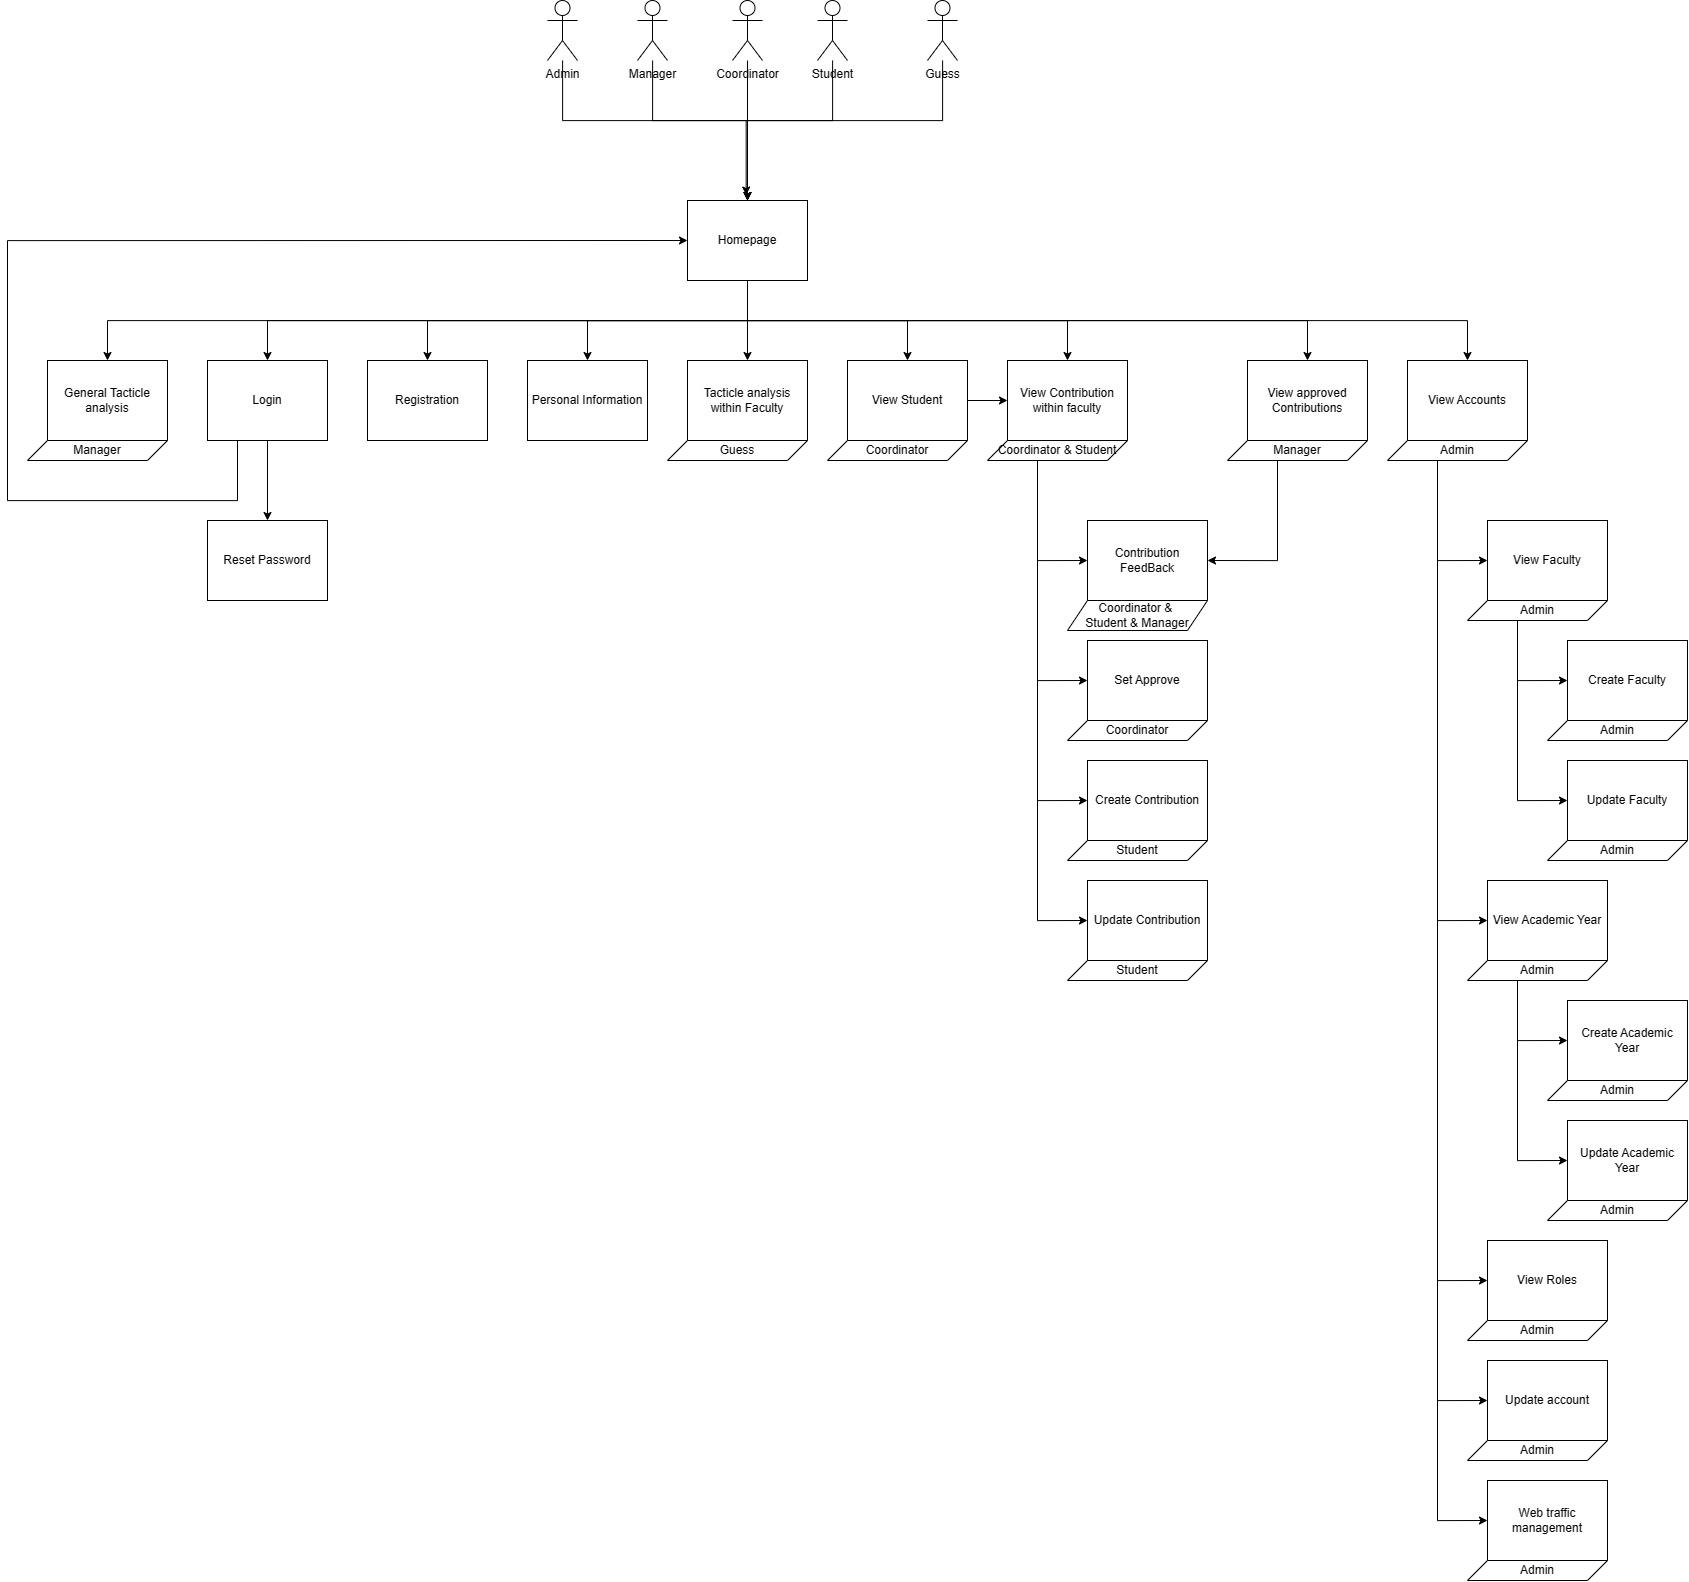 Admin
Manager
Coordinator
Student
Guess
Homepage
General Tacticle
analysis
Manager
Login
Registration
Personal Information
Tacticle analysis
within Faculty
Guess
View Student
Coordinator
View Contribution
within faculty
Coordinator & Student
View approved
Contributions
Manager
View Accounts
Admin
Reset Password
Contribution
FeedBack
Coordinator &
Student & Manager
Set Approve
Coordinator
Create Contribution
Student
Update Contribution
Student
View Faculty
Admin
Create Faculty
Admin
Update Faculty
Admin
View Academic Year
Admin
Create Academic
Year
Admin
Update Academic
Year
Admin
View Roles
Admin
Update account
Admin
Web traffic
management
Admin